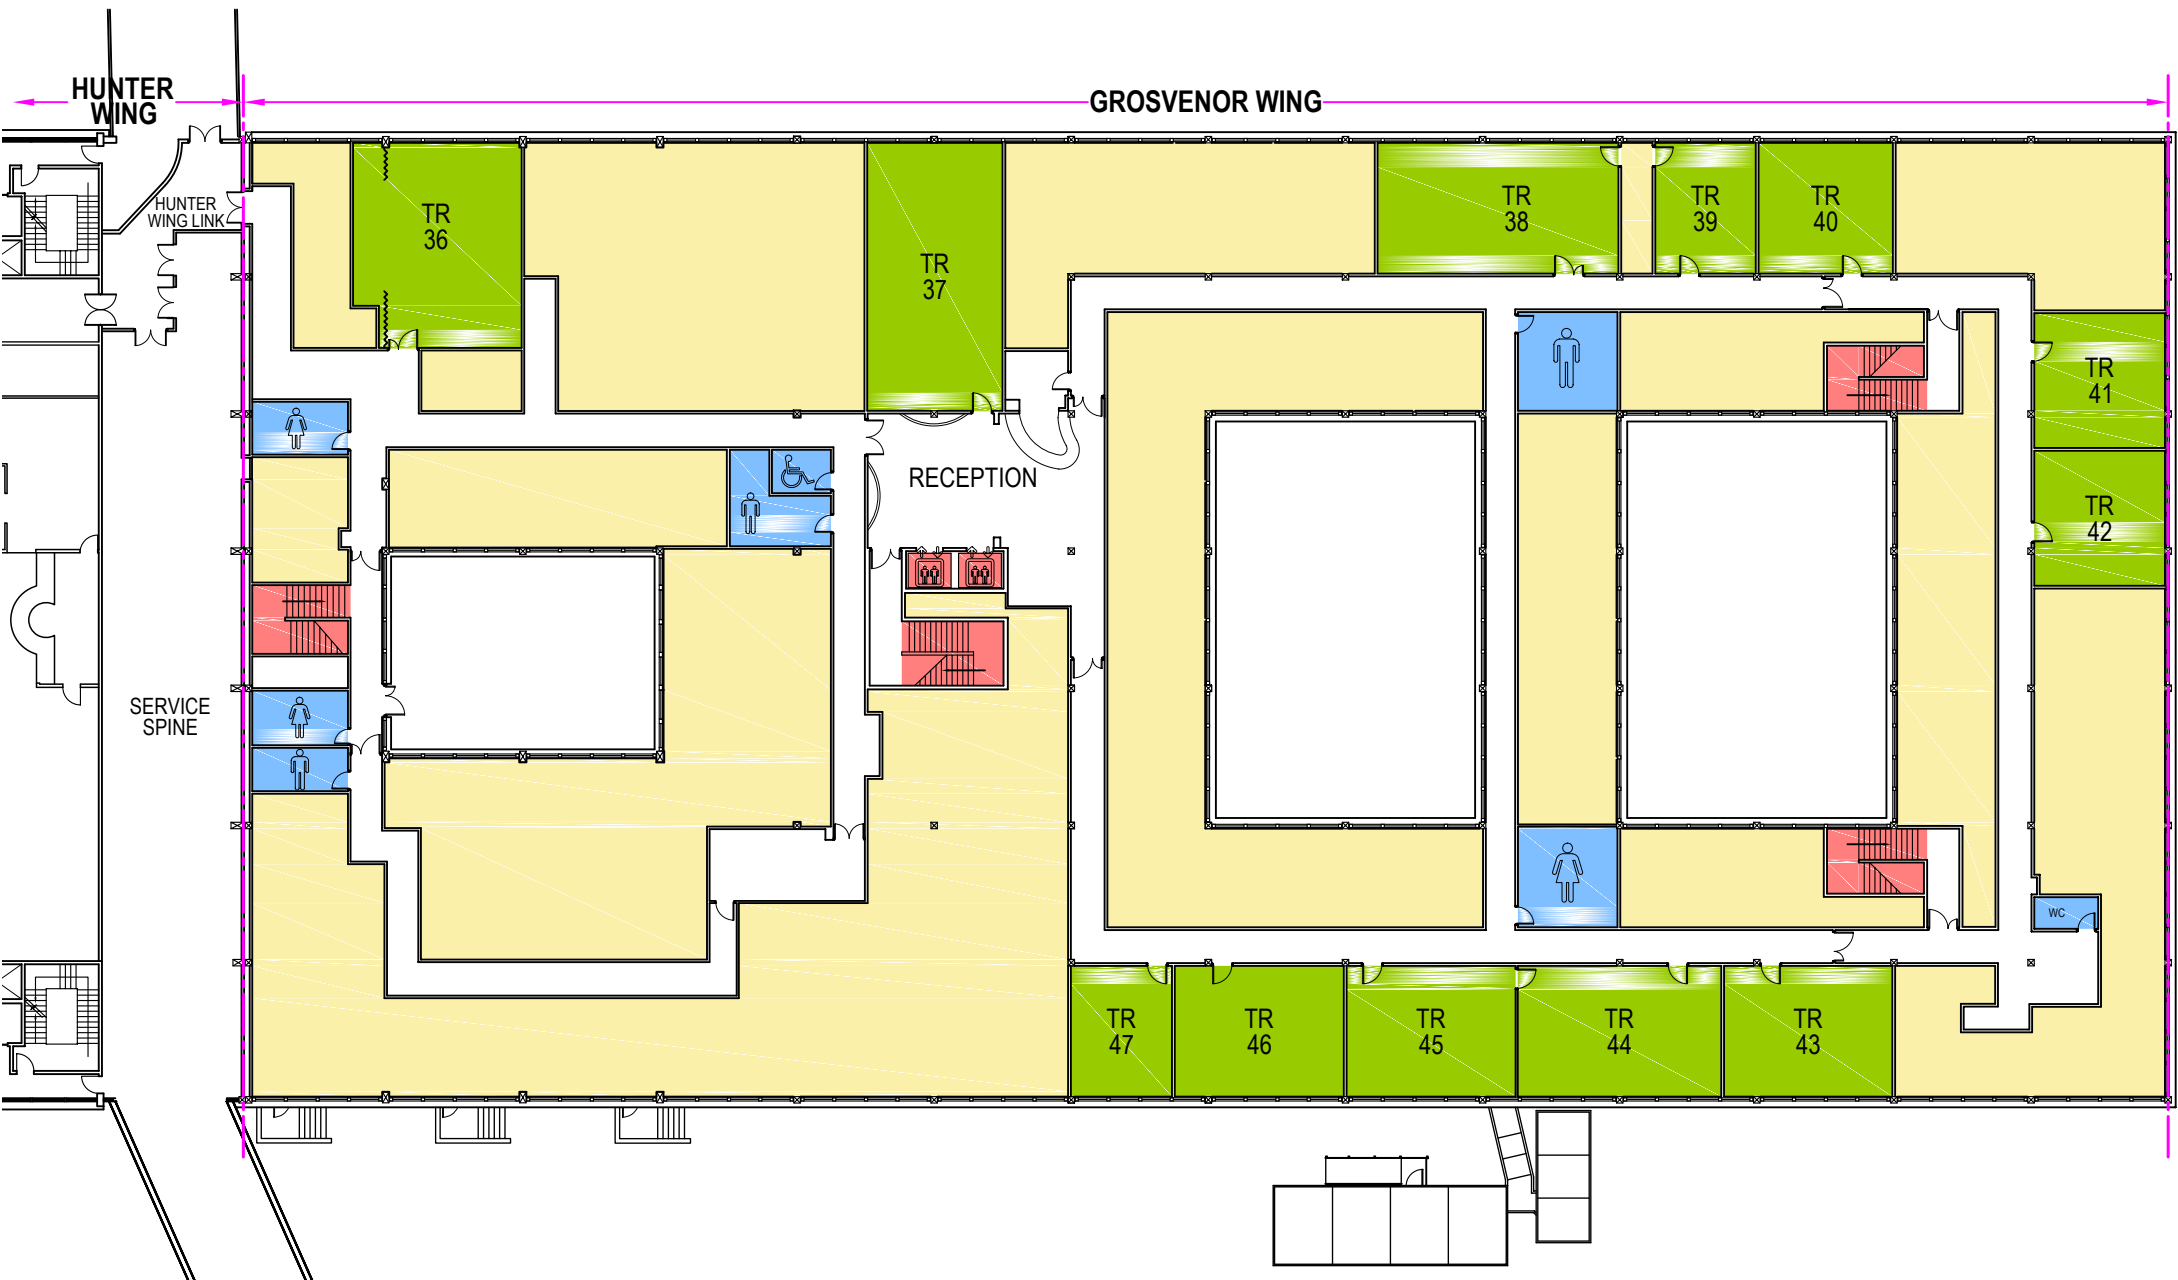 HUNTER
WING
GROSVENOR WING
HUNTER
WING LINK
TR
36
TR
37
TR
38
TR
39
TR
40
TR
41
TR
42
RECEPTION
SERVICE
SPINE
WC
TR
47
TR
46
TR
45
TR
44
TR
43